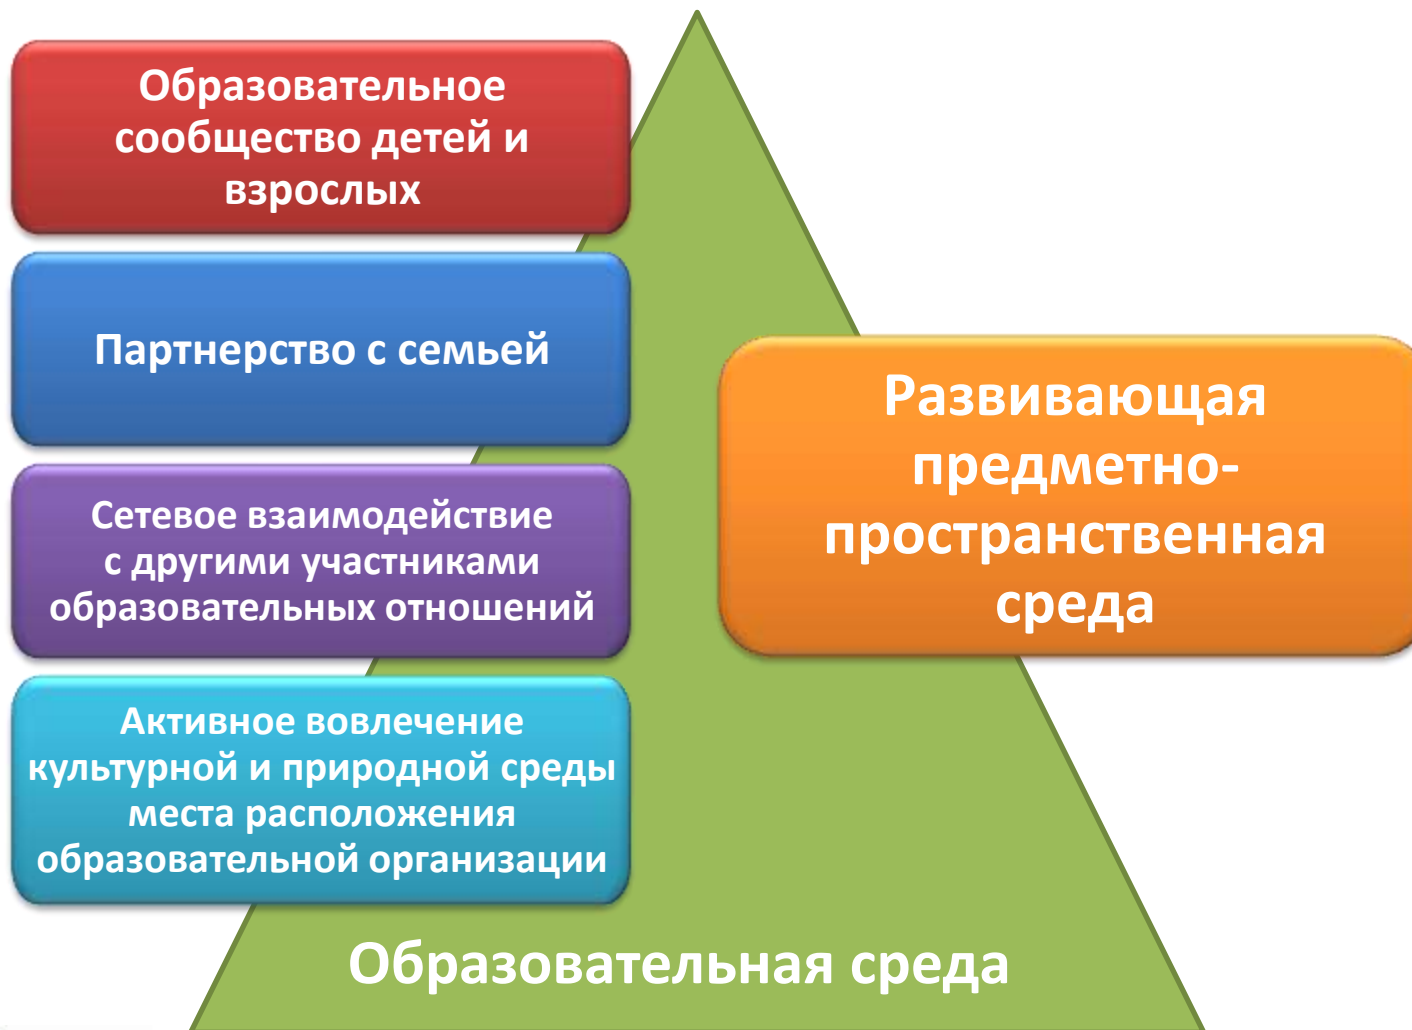 Образовательное
сообщество детей и
взрослых
Партнерство с семьей
Сетевое взаимодействие
с другими участниками
образовательных отношений
Активное вовлечение
культурной и природной среды
места расположения
образовательной организации
Развивающая
предметно-
пространственная
среда
Образовательная среда